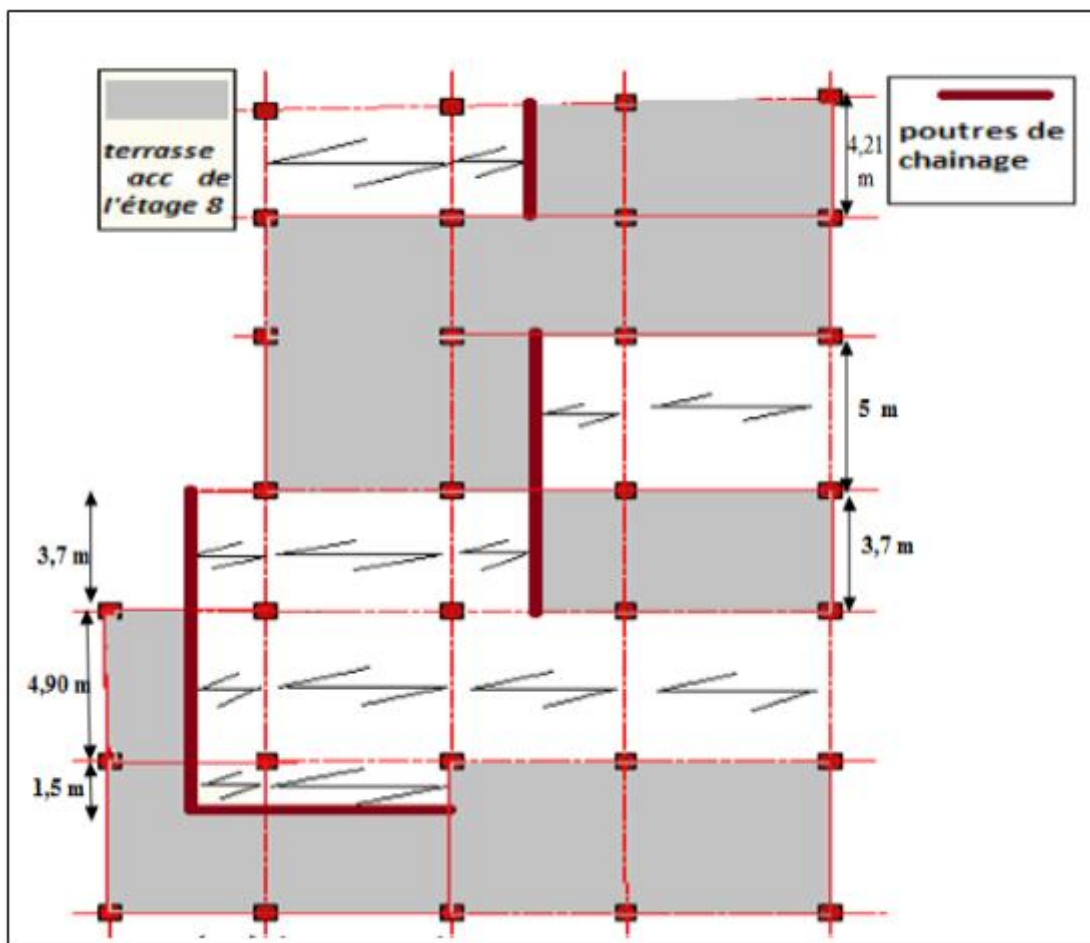 terrasse
acc de
l'étage 8
poutres de
chainage
4,21
m
5 m
3,7 m
3,7 m
4,90 m
1,5 m